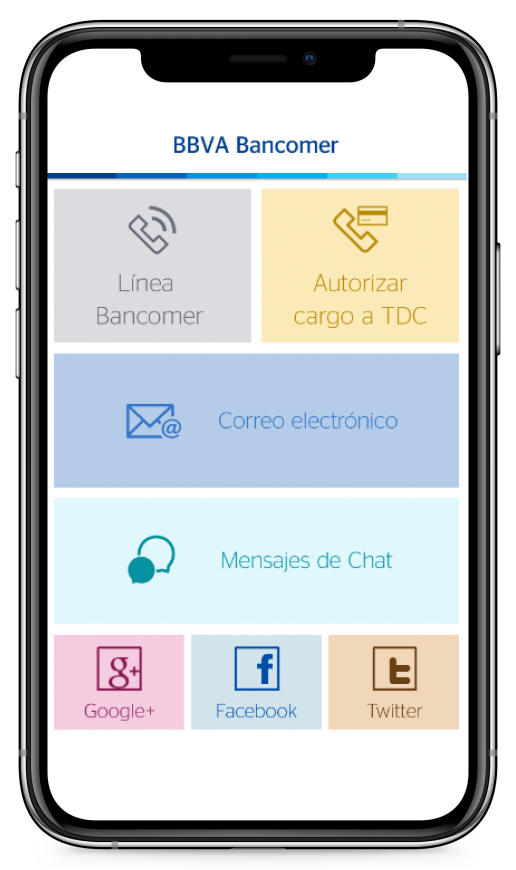 BBVA Bancomer
Línea
Bancomer
Autorizar
cargo a TDC
@
Correo electrónico
Mensajes de Chat
g+
f
t
Google+
Facebook
Twitter